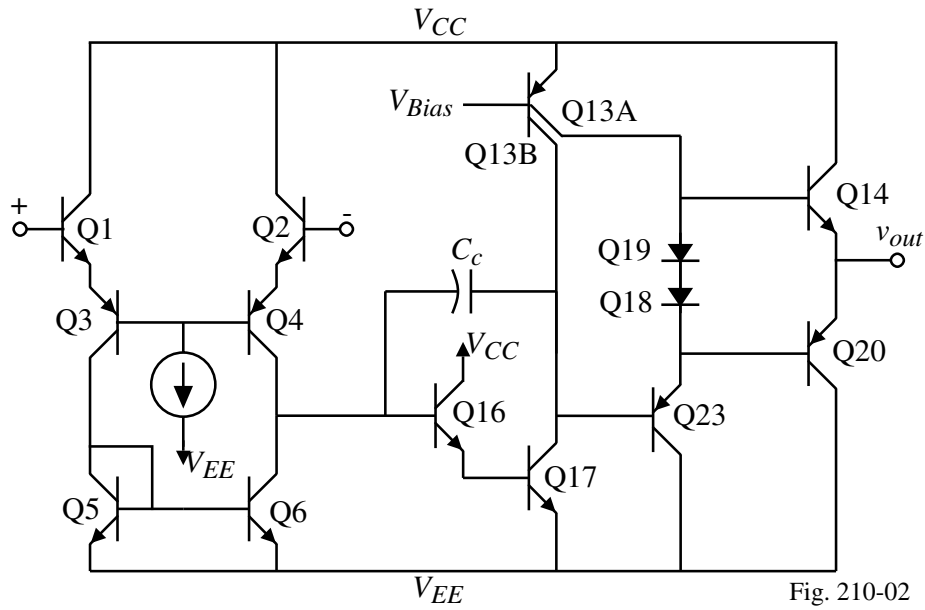 VCC
VBias
Q13A
Q13B
+
Q1
Q2
-
Q14
vout
Q3
Q4
Cc
Q19
Q18
VCC
Q20
Q16
Q23
VEE
Q5
Q6
Q17
VEE
Fig. 210-02